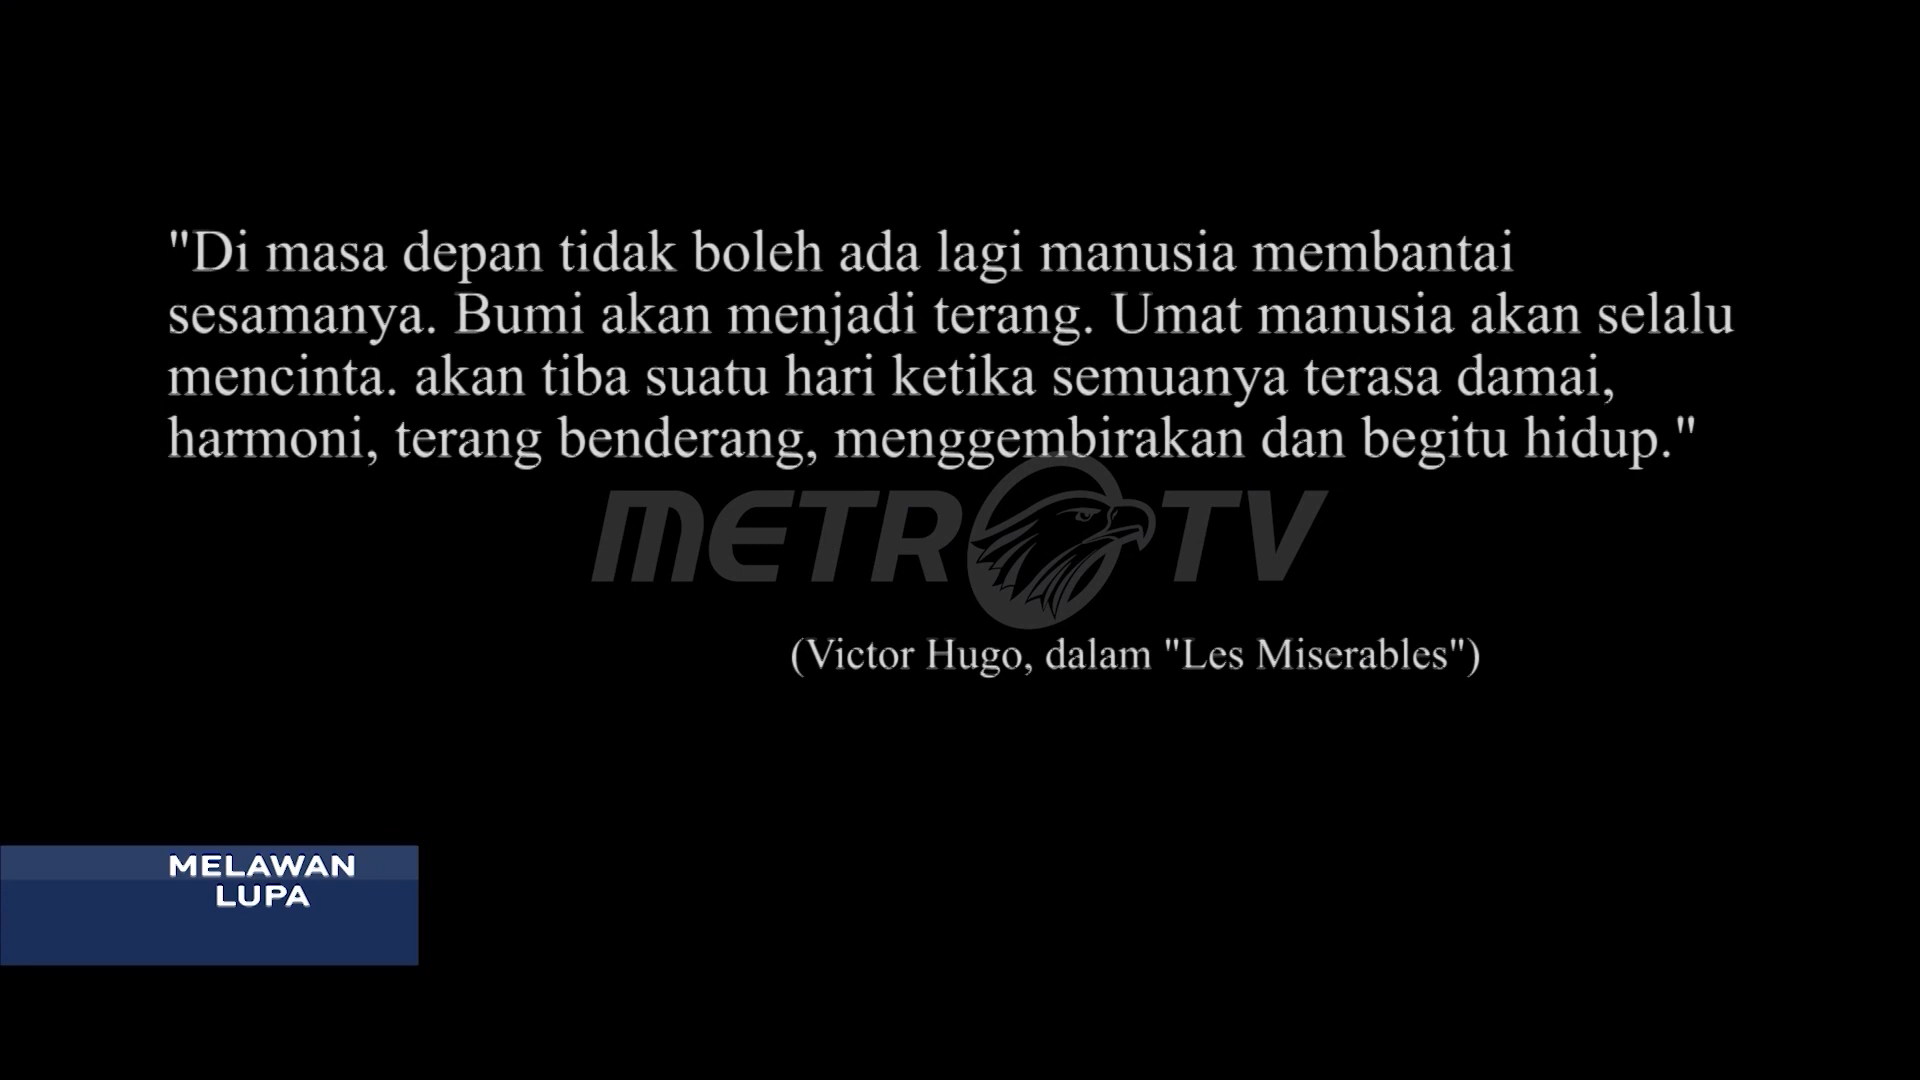 "Di masa depan tidak boleh ada lagi manusia membantai
sesamanya. Bumi akan menjadi terang. Umat manusia akan selalu
mencinta. akan tiba suatu hari ketika semuanya terasa damai,
harmoni, terang benderang, menggembirakan dan begitu hidup."
METRO TV
(Victor Hugo, dalam "Les Miserables")
MELAWAN
LUPA